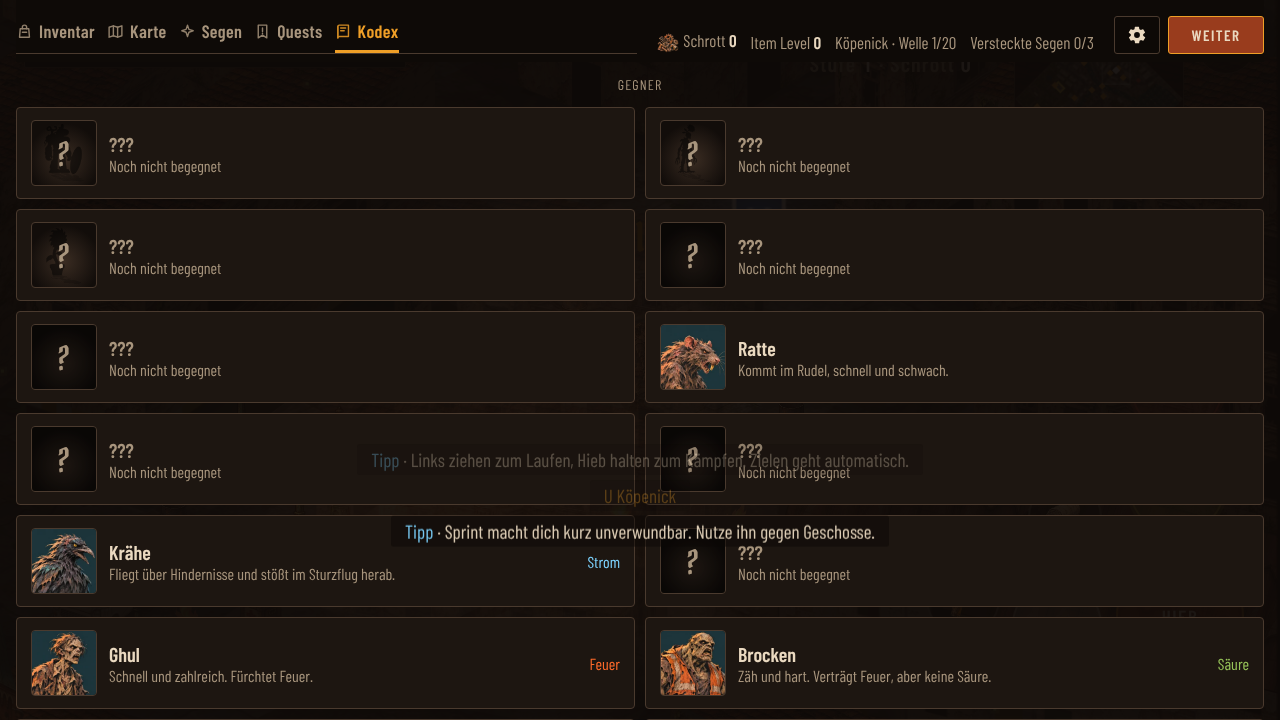 Inventar Karte Segen Quests Kodex
Schrott 0 Item Level 0 Köpenick · Welle 1/20 Versteckte Segen 0/3
WEITER
GEGNER
?
???
Noch nicht begegnet
?
???
Noch nicht begegnet
?
???
Noch nicht begegnet
?
???
Noch nicht begegnet
?
???
Noch nicht begegnet
Ratte
Kommt im Rudel, schnell und schwach.
?
???
Noch nicht begegnet
?
???
Noch nicht begegnet
Tipp · Links ziehen zum Laufen, Hieb halten zum Kämpfen, Zielen geht automatisch.
U Köpenick
Tipp · Sprint macht dich kurz unverwundbar. Nutze ihn gegen Geschosse.
Krähe
Fliegt über Hindernisse und stößt im Sturzflug herab.
Strom
?
???
Noch nicht begegnet
Ghul
Schnell und zahlreich. Fürchtet Feuer.
Feuer
Brocken
Zäh und hart. Verträgt Feuer, aber keine Säure.
Säure